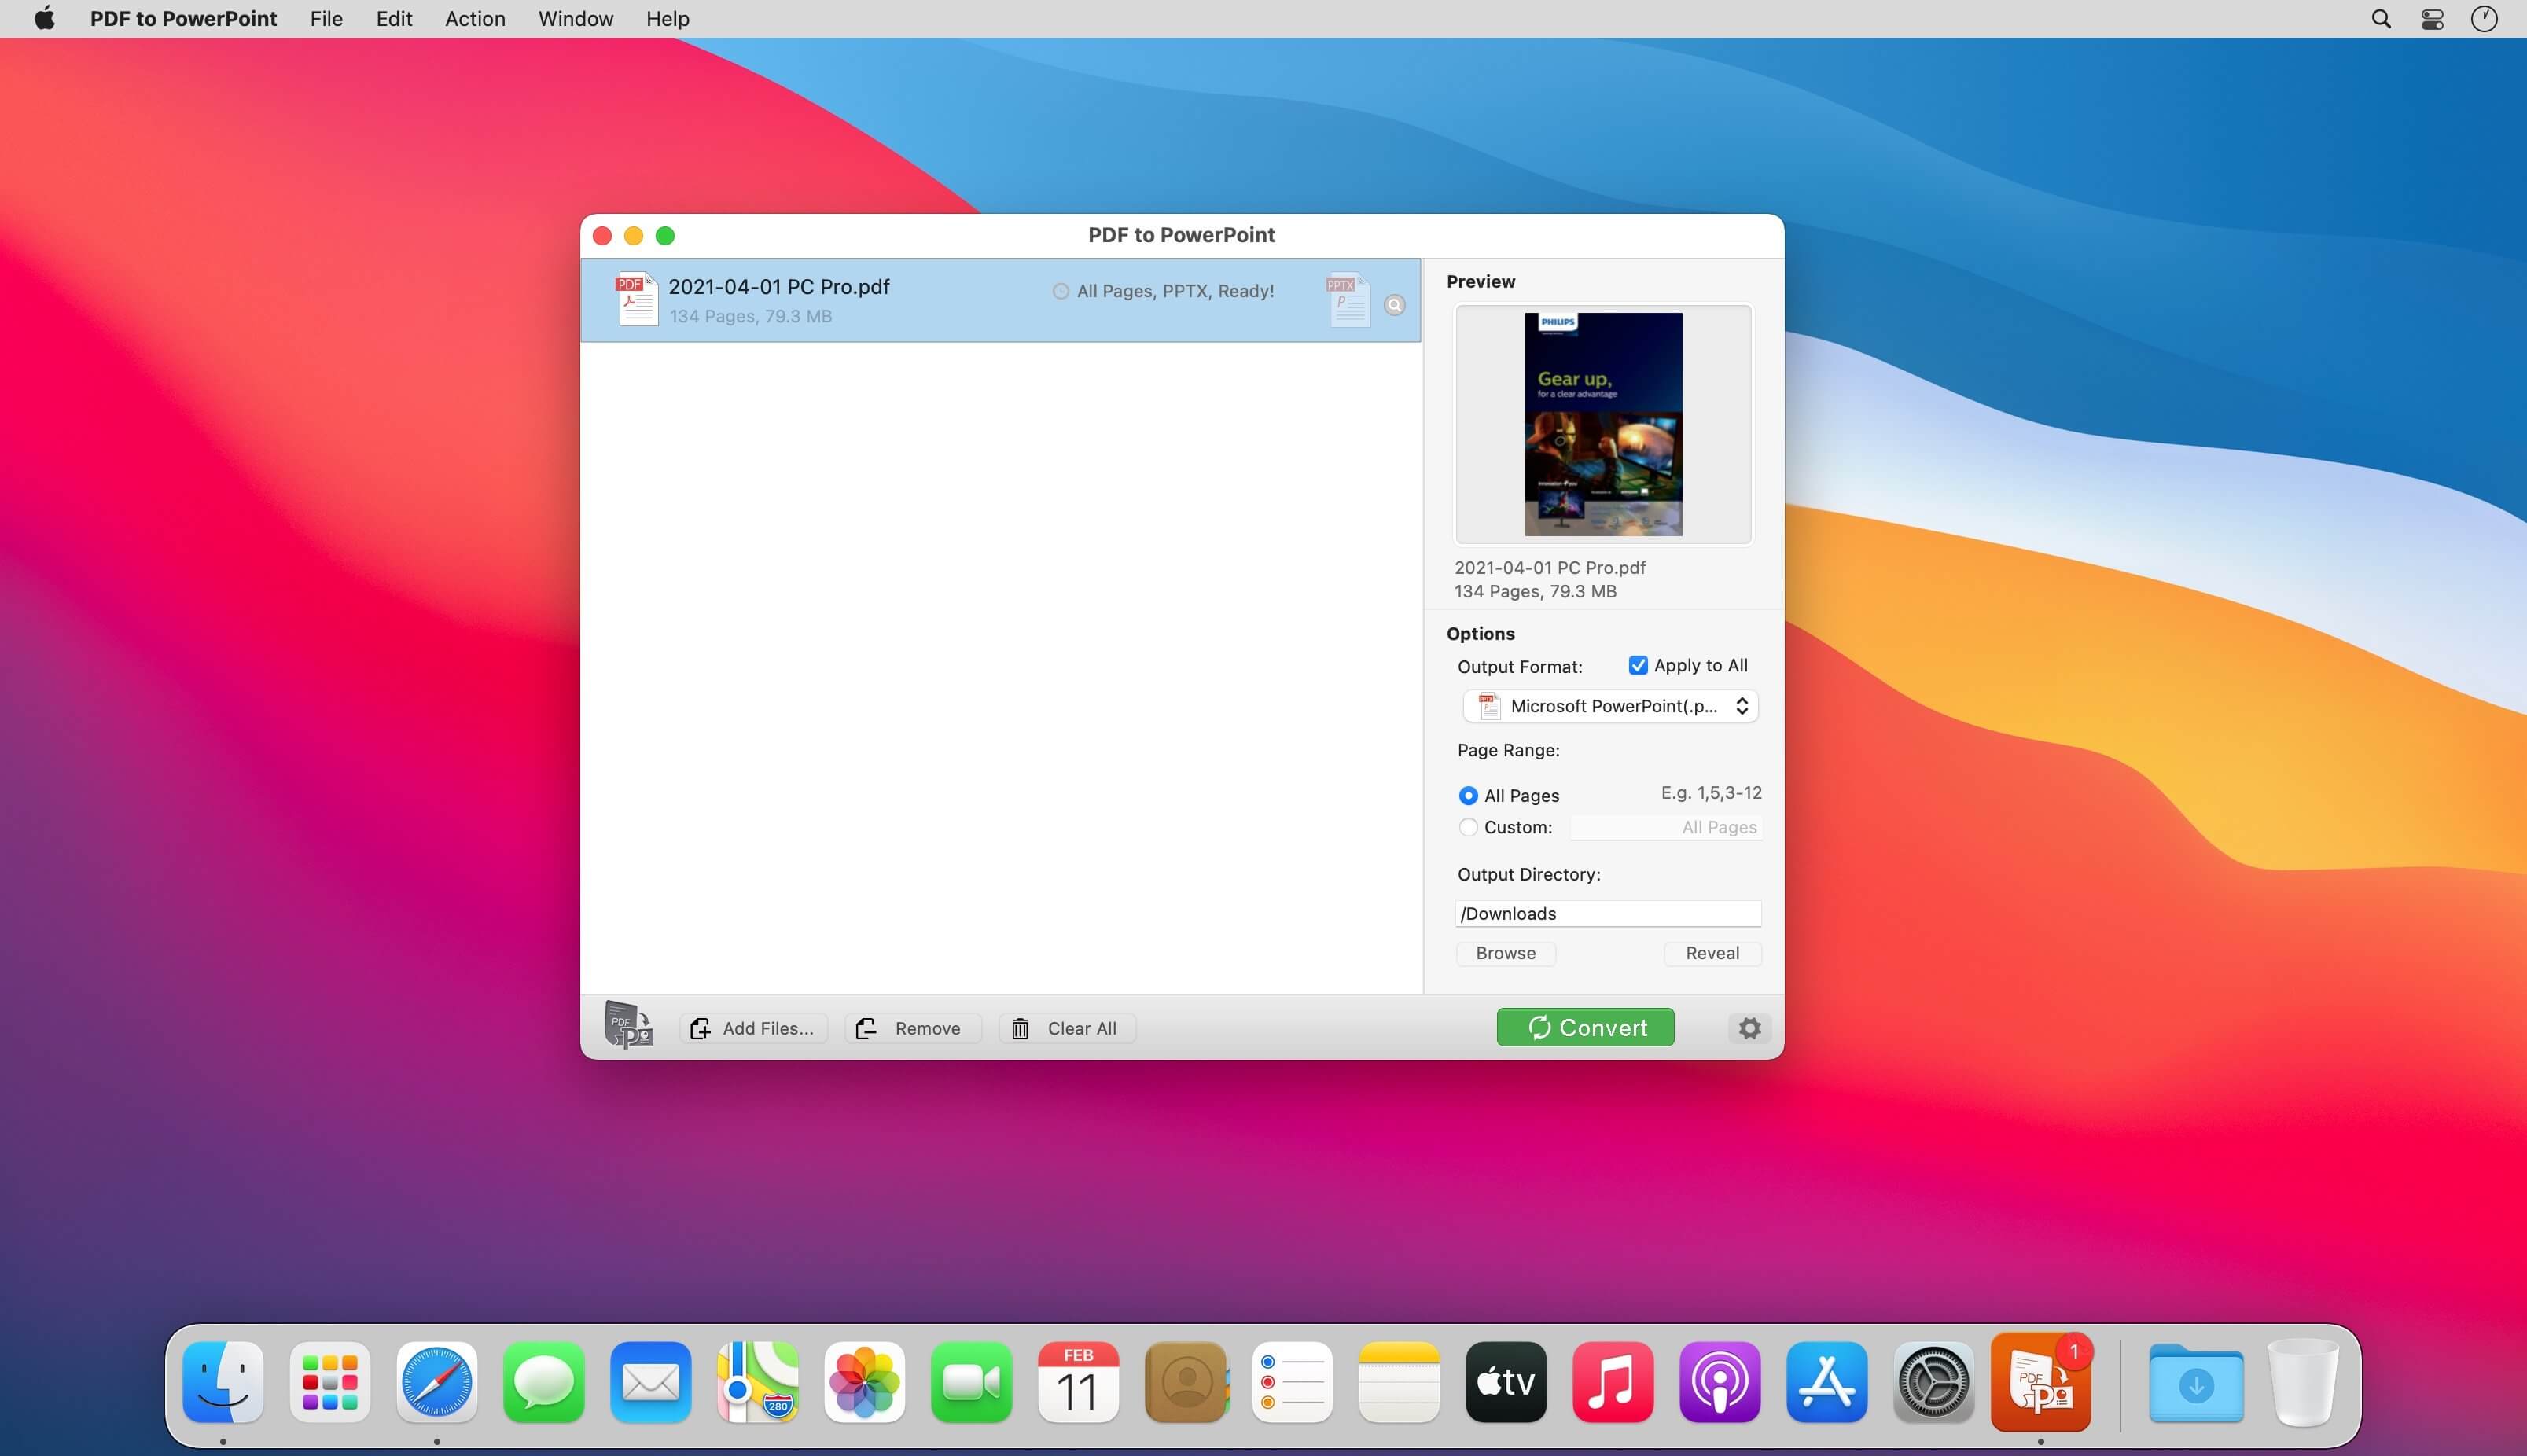 PDF to PowerPoint File Edit Action Window Help
PDF to PowerPoint
PDF
2021-04-01 PC Pro.pdf
134 Pages, 79.3 MB
All Pages, PPTX, Ready!
PPTX
P
Preview
PHILIPS
Gear up,
for a clear advantage
2021-04-01 PC Pro.pdf
134 Pages, 79.3 MB
Options
Output Format:
Apply to All
Microsoft PowerPoint(.p...
Page Range:
All Pages
E.g. 1,5,3-12
Custom:
All Pages
Output Directory:
/Downloads
Browse
Reveal
PDF
P
Add Files...
Remove
Clear All
Convert
280
FEB
11
tv
PDF
P
1